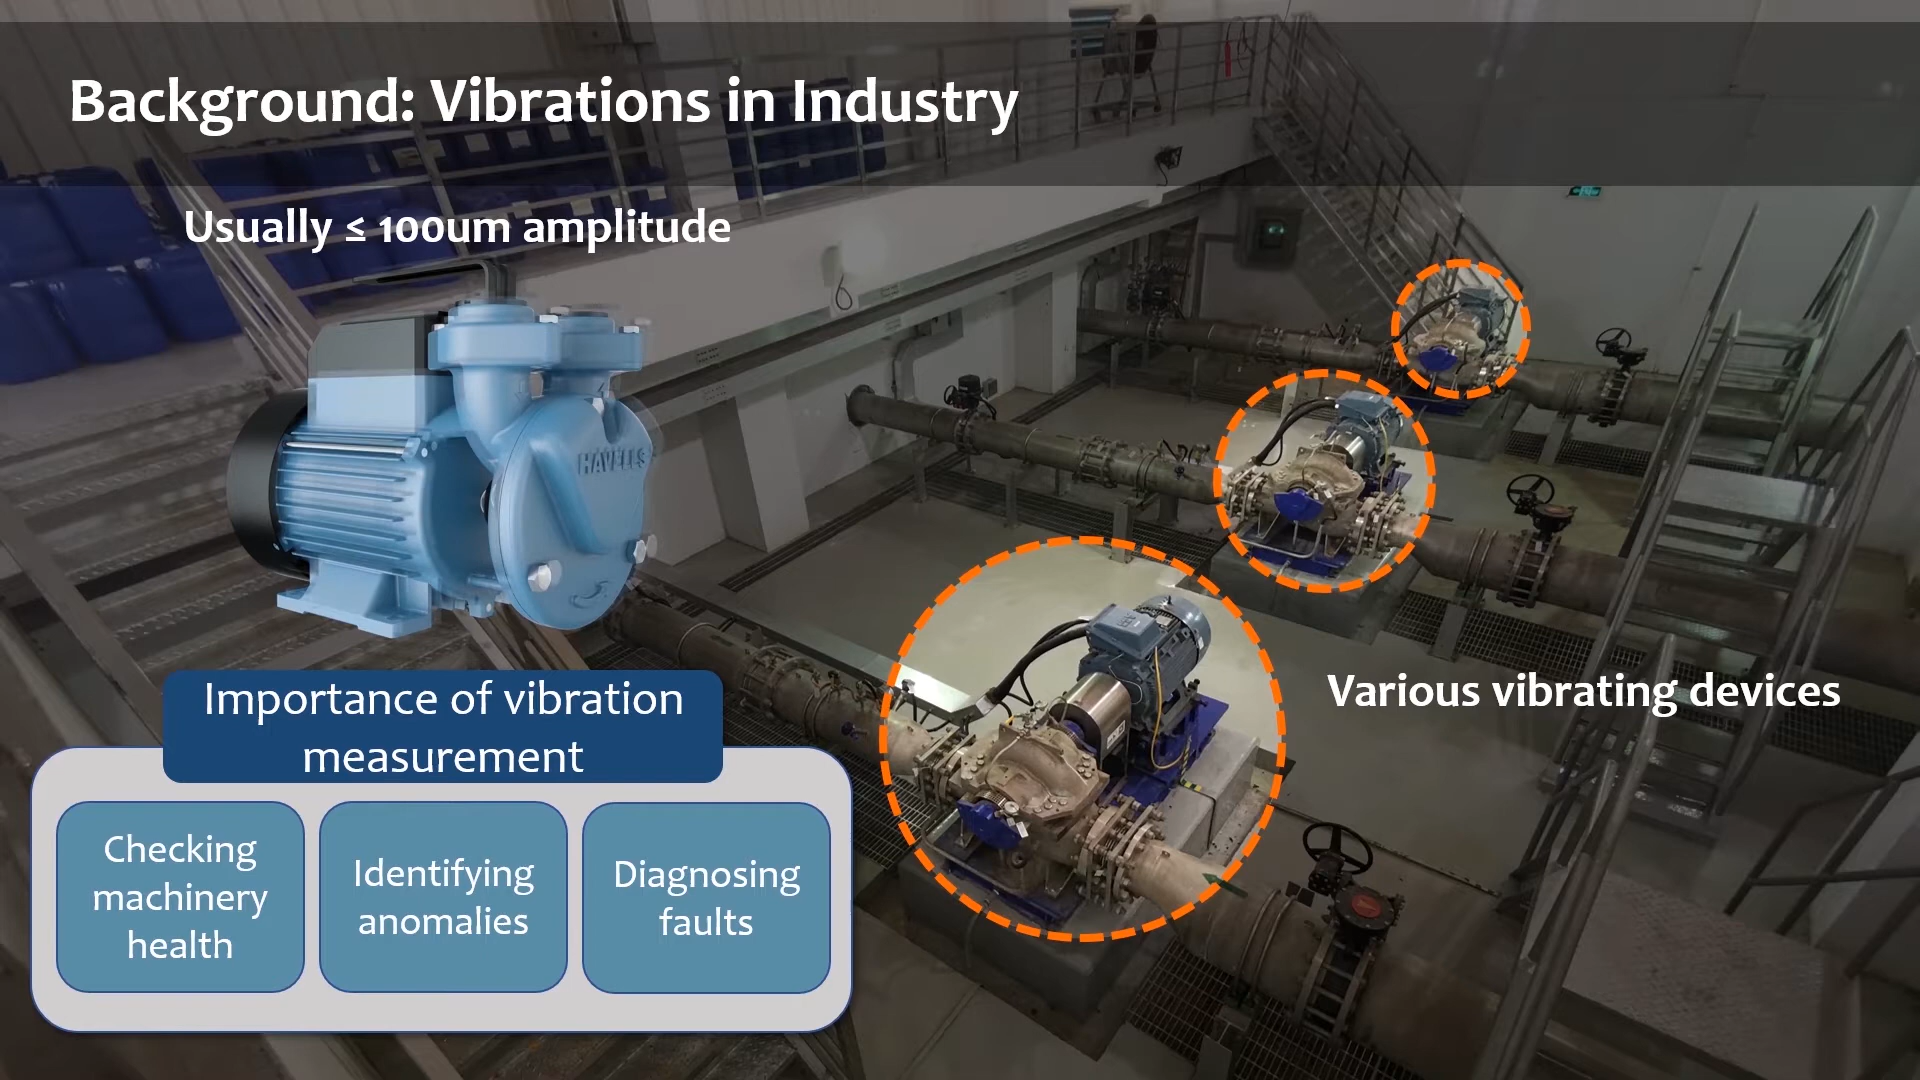 Background: Vibrations in Industry
Usually ≤ 100um amplitude
HAVELLS
Various vibrating devices
Importance of vibration
measurement
Checking
machinery
health
Identifying
anomalies
Diagnosing
faults